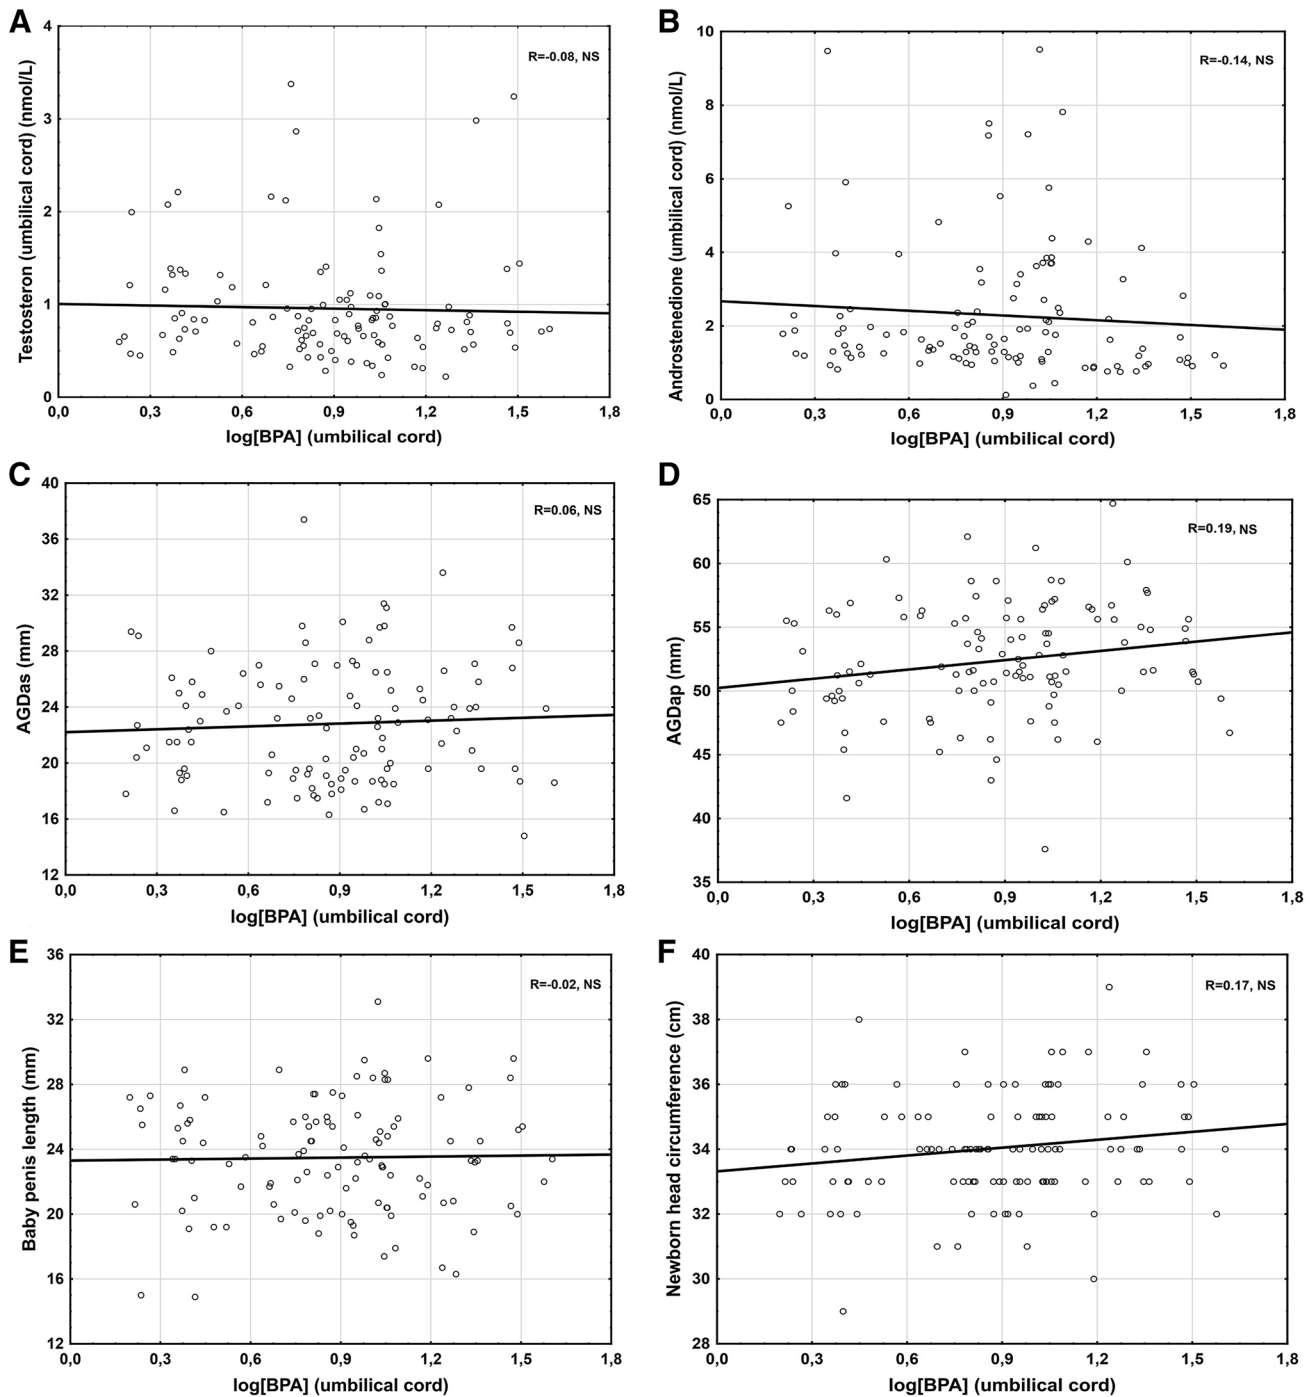 A
R=-0.08, NS
Testosteron (umbilical cord) (nmol/L)
4
3
2
1
0
0,0 0,3 0,6 0,9 1,2 1,5 1,8
log[BPA] (umbilical cord)
B
R=-0.14, NS
Androstenedione (umbilical cord) (nmol/L)
10
8
6
4
2
0
0,0 0,3 0,6 0,9 1,2 1,5 1,8
log[BPA] (umbilical cord)
C
R=0.06, NS
AGDas (mm)
40
36
32
28
24
20
16
12
0,0 0,3 0,6 0,9 1,2 1,5 1,8
log[BPA] (umbilical cord)
D
R=0.19, NS
AGDap (mm)
65
60
55
50
45
40
35
0,0 0,3 0,6 0,9 1,2 1,5 1,8
log[BPA] (umbilical cord)
E
R=-0.02, NS
Baby penis length (mm)
36
32
28
24
20
16
12
0,0 0,3 0,6 0,9 1,2 1,5 1,8
log[BPA] (umbilical cord)
F
R=0.17, NS
Newborn head circumference (cm)
40
38
36
34
32
30
28
0,0 0,3 0,6 0,9 1,2 1,5 1,8
log[BPA] (umbilical cord)